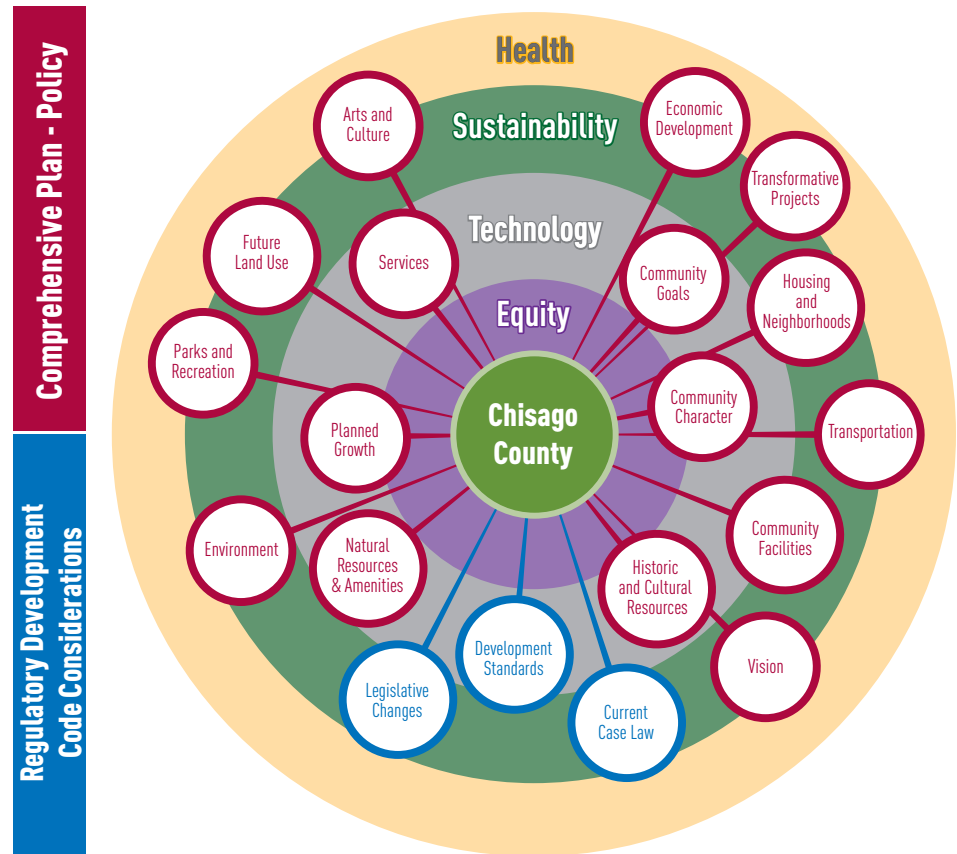 Comprehensive Plan - Policy
Regulatory Development
Code Considerations
Health
Sustainability
Technology
Equity
Chisago
County
Arts and
Culture
Economic
Development
Transformative
Projects
Future
Land Use
Services
Community
Goals
Housing
and
Neighborhoods
Parks and
Recreation
Planned
Growth
Community
Character
Transportation
Environment
Natural
Resources
& Amenities
Historic
and Cultural
Resources
Community
Facilities
Vision
Legislative
Changes
Development
Standards
Current
Case Law